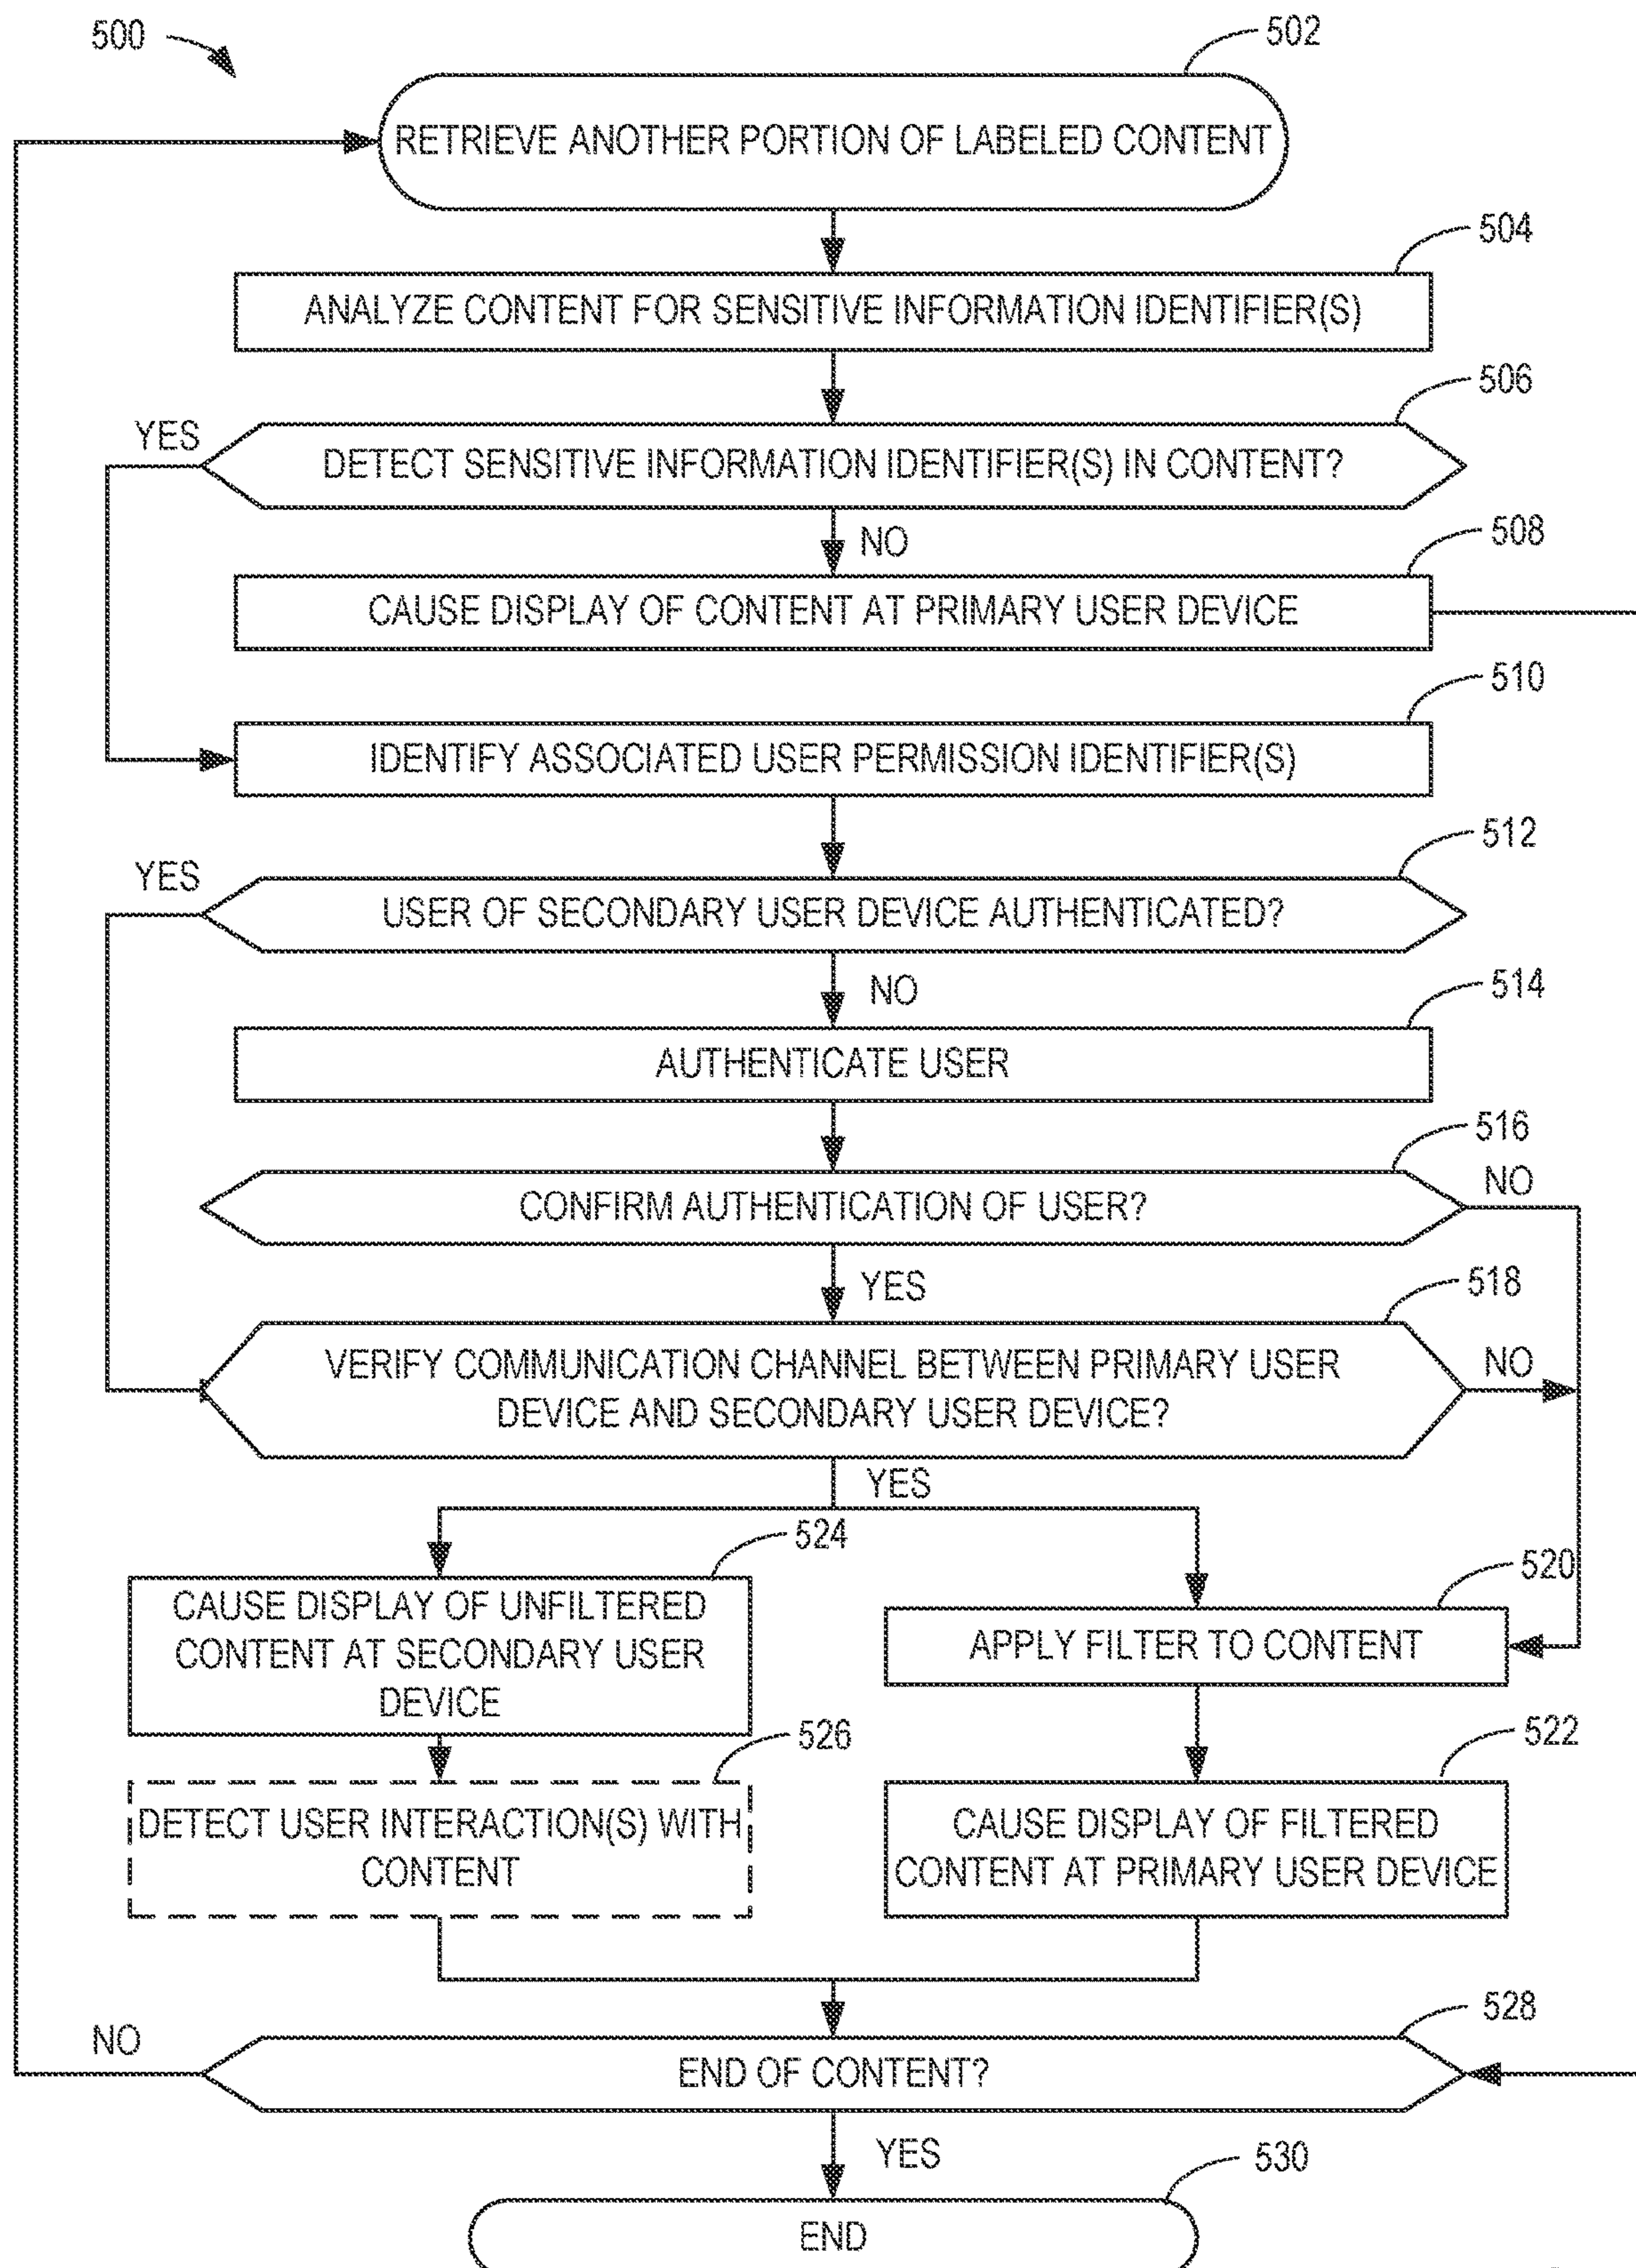 500
502
RETRIEVE ANOTHER PORTION OF LABELED CONTENT
504
ANALYZE CONTENT FOR SENSITIVE INFORMATION IDENTIFIER(S)
506
YES
DETECT SENSITIVE INFORMATION IDENTIFIER(S) IN CONTENT?
NO
508
CAUSE DISPLAY OF CONTENT AT PRIMARY USER DEVICE
510
IDENTIFY ASSOCIATED USER PERMISSION IDENTIFIER(S)
512
YES
USER OF SECONDARY USER DEVICE AUTHENTICATED?
NO
514
AUTHENTICATE USER
516
CONFIRM AUTHENTICATION OF USER?
NO
YES
518
VERIFY COMMUNICATION CHANNEL BETWEEN PRIMARY USER
DEVICE AND SECONDARY USER DEVICE?
NO
YES
524
CAUSE DISPLAY OF UNFILTERED
CONTENT AT SECONDARY USER
DEVICE
520
APPLY FILTER TO CONTENT
526
DETECT USER INTERACTION(S) WITH
CONTENT
522
CAUSE DISPLAY OF FILTERED
CONTENT AT PRIMARY USER DEVICE
528
NO
END OF CONTENT?
YES
530
END